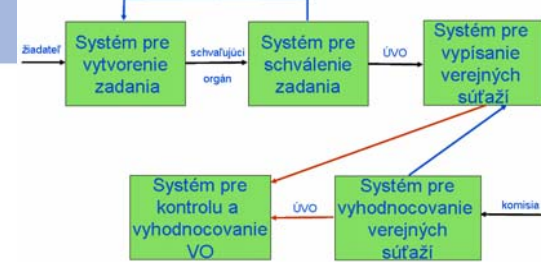 žiadateľ
Systém pre
vytvorenie
zadania
schvaľujúci
orgán
Systém pre
schválenie
zadania
ÚVO
Systém pre
vypísanie
verejných
súťaží
Systém pre
kontrolu a
vyhodnocovanie
VO
ÚVO
Systém pre
vyhodnocovanie
verejných
súťaží
komisia